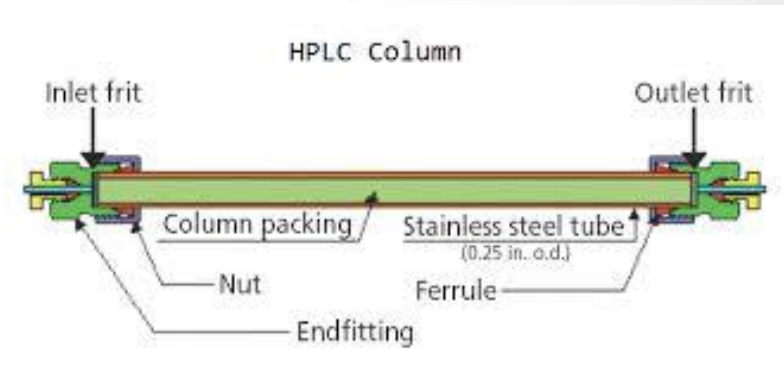 HPLC Column
Inlet frit
Outlet frit
Column packing
Stainless steel tube
(0.25 in. o.d.)
Nut
Ferrule
Endfitting